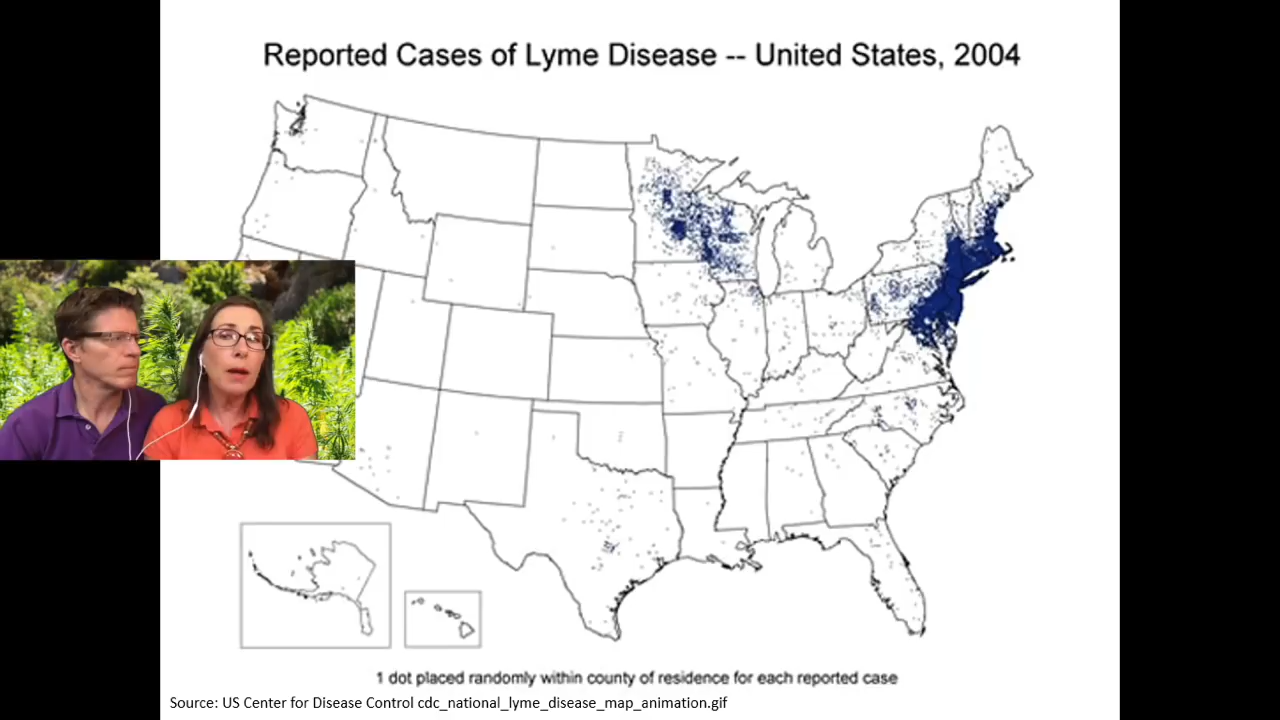 Reported Cases of Lyme Disease -- United States, 2004
1 dot placed randomly within county of residence for each reported case
Source: US Center for Disease Control cdc_national_lyme_disease_map_animation.gif